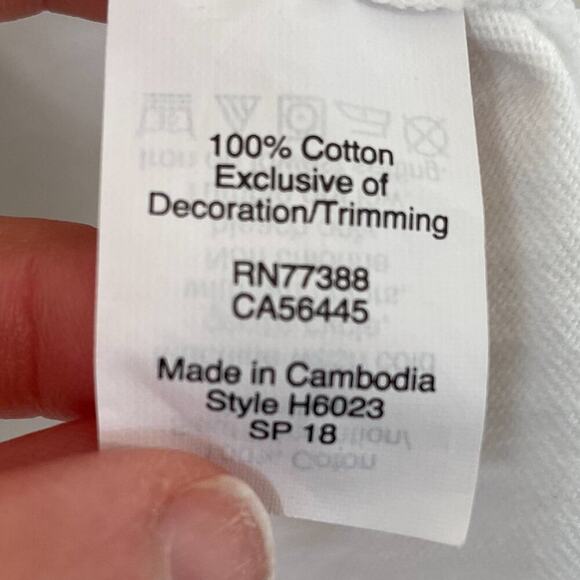 100% Cotton
Exclusive of
Decoration/Trimming
RN77388
CA56445
Made in Cambodia
Style H6023
SP 18